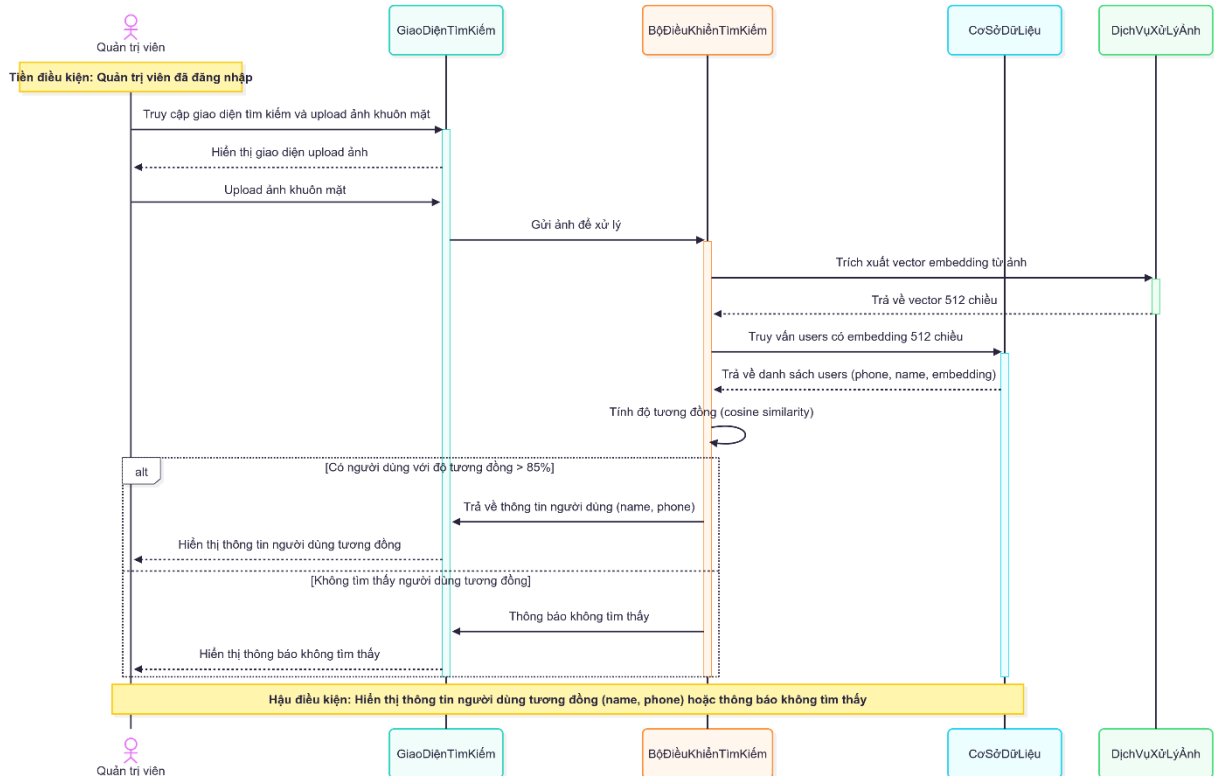 Quản trị viên
GiaoDiệnTìmKiếm
BộĐiềuKhiểnTìmKiếm
CơSởDữLiệu
DịchVụXửLýẢnh
Tiền điều kiện: Quản trị viên đã đăng nhập
Truy cập giao diện tìm kiếm và upload ảnh khuôn mặt
Hiển thị giao diện upload ảnh
Upload ảnh khuôn mặt
Gửi ảnh để xử lý
Trích xuất vector embedding từ ảnh
Trả về vector 512 chiều
Truy vấn users có embedding 512 chiều
Trả về danh sách users (phone, name, embedding)
Tính độ tương đồng (cosine similarity)
alt
[Có người dùng với độ tương đồng > 85%]
Trả về thông tin người dùng (name, phone)
Hiển thị thông tin người dùng tương đồng
[Không tìm thấy người dùng tương đồng]
Thông báo không tìm thấy
Hiển thị thông báo không tìm thấy
Hậu điều kiện: Hiển thị thông tin người dùng tương đồng (name, phone) hoặc thông báo không tìm thấy
Quản trị viên
GiaoDiệnTìmKiếm
BộĐiềuKhiểnTìmKiếm
CơSởDữLiệu
DịchVụXửLýẢnh